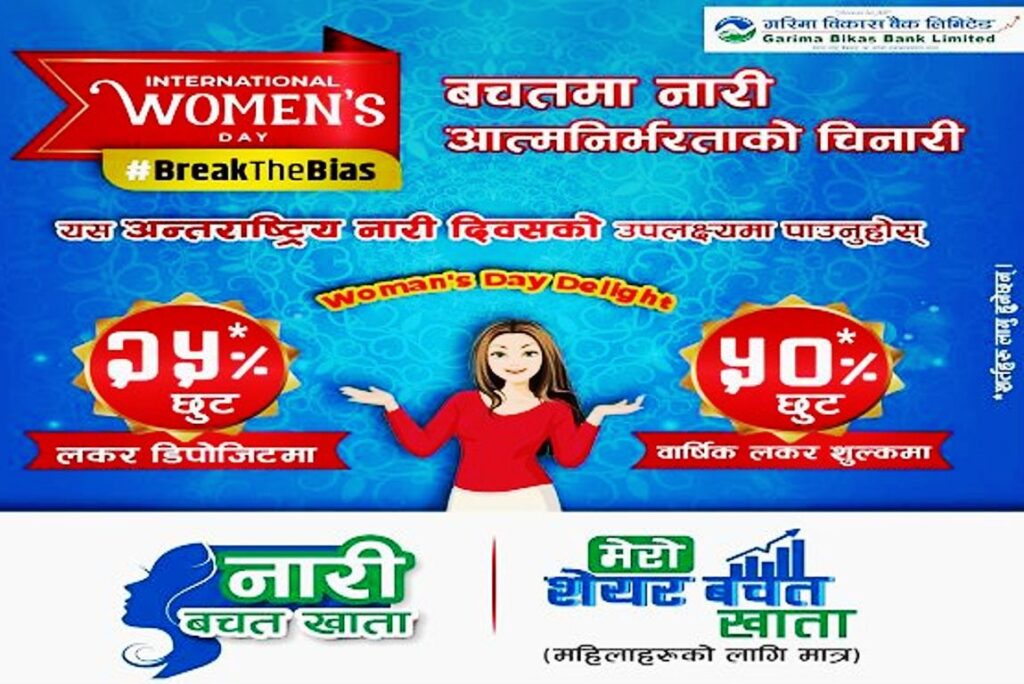 गरिमा विकास बैंक लिमिटेड
Garima Bikas Bank Limited
INTERNATIONAL
WOMEN'S
DAY
#BreakTheBias
बचतमा नारी
आत्मनिर्भरताको चिनारी
यस अन्तराष्ट्रिय नारी दिवसको उपलक्ष्यमा पाउनुहोस्
Woman's Day Delight
२५*%
छुट
लकर डिपोजिटमा
५०*%
छुट
वार्षिक लकर शुल्कमा
*शर्तहरु लागु हुनेछन्।
नारी
बचत खाता
मेरो
शेयर बचत
खाता
(महिलाहरूको लागि मात्र)